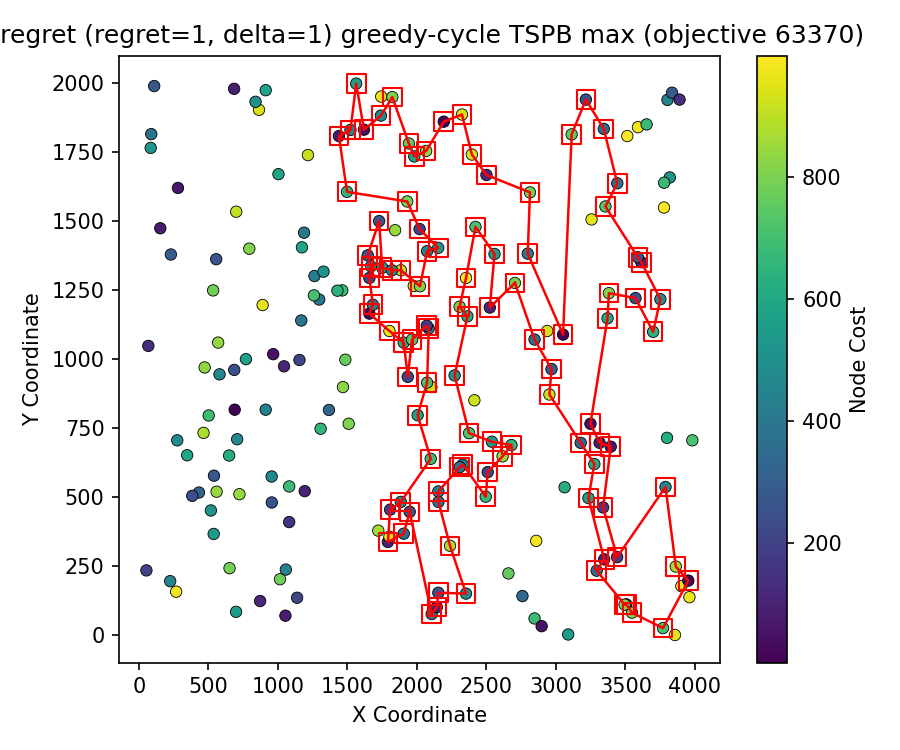 regret (regret=1, delta=1) greedy-cycle TSPB max (objective 63370)
2000
1750
1500
1250
1000
750
500
250
0
Y Coordinate
0 500 1000 1500 2000 2500 3000 3500 4000
X Coordinate
800
600
400
200
Node Cost